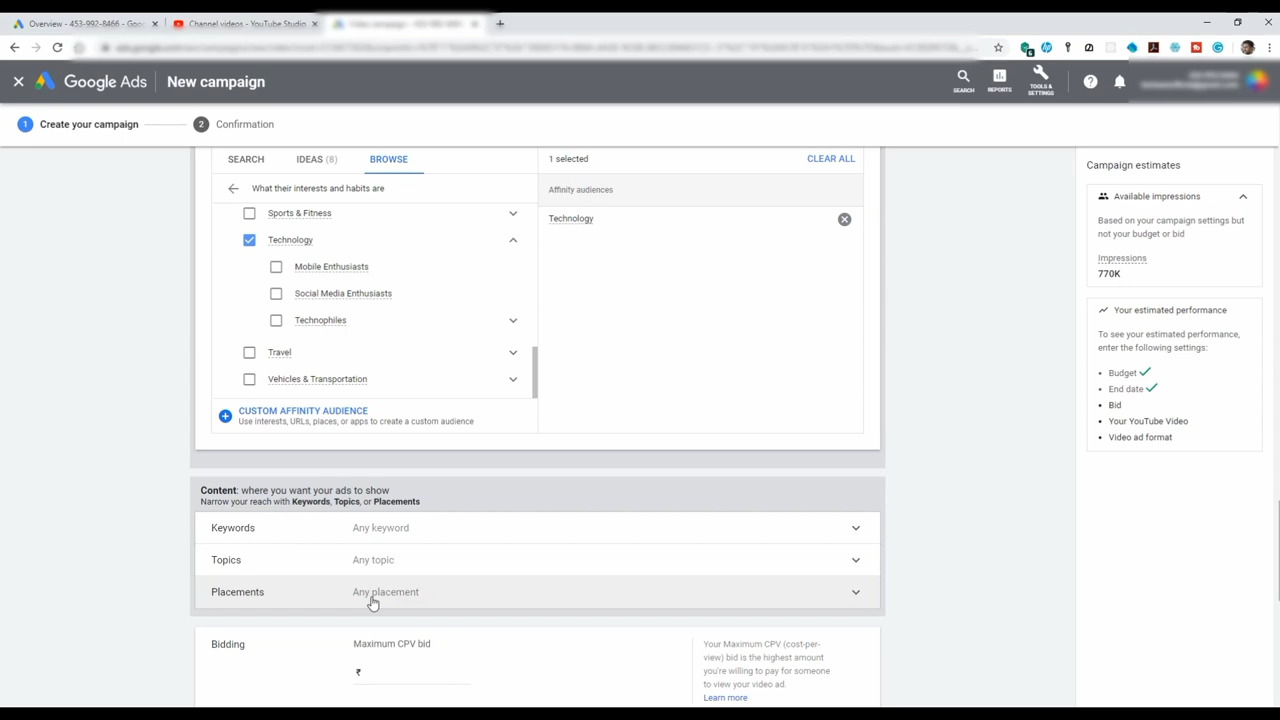 Overview - 453-992-8466 - Goo
Channel videos - YouTube Studio
Google Ads
New campaign
SEARCH
REPORTS
TOOLS &
SETTINGS
1
Create your campaign
2
Confirmation
SEARCH
IDEAS (8)
BROWSE
1 selected
CLEAR ALL
What their interests and habits are
Affinity audiences
Sports & Fitness
Technology
Technology
Mobile Enthusiasts
Social Media Enthusiasts
Technophiles
Travel
Vehicles & Transportation
CUSTOM AFFINITY AUDIENCE
Use interests, URLs, places, or apps to create a custom audience
Content: where you want your ads to show
Narrow your reach with Keywords, Topics, or Placements
Keywords
Any keyword
Topics
Any topic
Placements
Any placement
Bidding
Maximum CPV bid
₹
Your Maximum CPV (cost-per-
view) bid is the highest amount
you're willing to pay for someone
to view your video ad.
Learn more
Campaign estimates
Available impressions
Based on your campaign settings but
not your budget or bid
Impressions
770K
Your estimated performance
To see your estimated performance,
enter the following settings:
• Budget
• End date
• Bid
• Your YouTube Video
• Video ad format